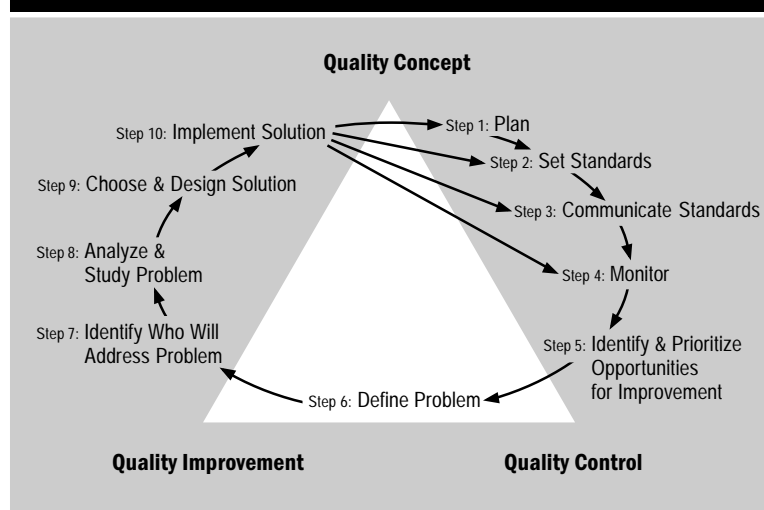 Quality Concept
Step 1: Plan
Step 2: Set Standards
Step 3: Communicate Standards
Step 4: Monitor
Step 5: Identify & Prioritize
Opportunities
for Improvement
Step 6: Define Problem
Step 7: Identify Who Will
Address Problem
Step 8: Analyze &
Study Problem
Step 9: Choose & Design Solution
Step 10: Implement Solution
Quality Improvement
Quality Control